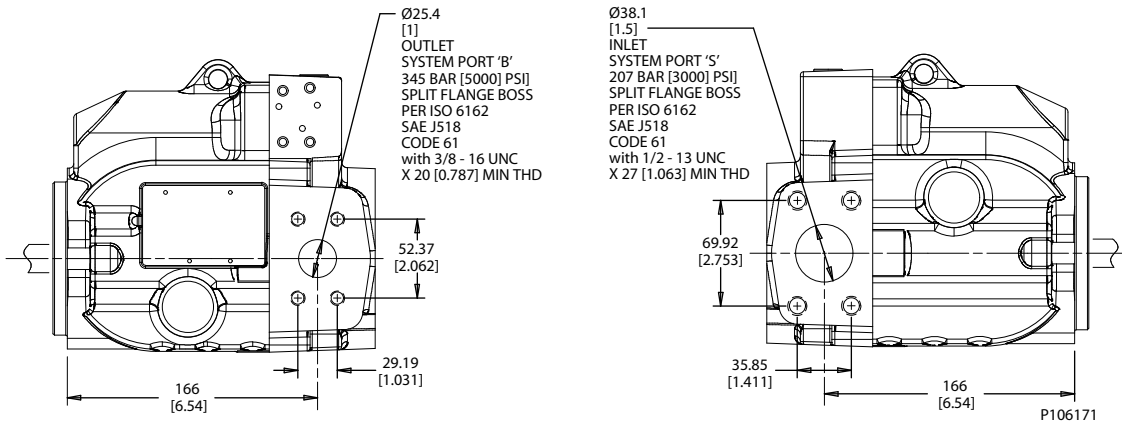 Ø25.4
[1]
OUTLET
SYSTEM PORT ‘B’
345 BAR [5000] PSI]
SPLIT FLANGE BOSS
PER ISO 6162
SAE J518
CODE 61
with 3/8 - 16 UNC
X 20 [0.787] MIN THD
52.37
[2.062]
29.19
[1.031]
166
[6.54]
Ø38.1
[1.5]
INLET
SYSTEM PORT ‘S’
207 BAR [3000] PSI]
SPLIT FLANGE BOSS
PER ISO 6162
SAE J518
CODE 61
with 1/2 - 13 UNC
X 27 [1.063] MIN THD
69.92
[2.753]
35.85
[1.411]
166
[6.54]
P106171